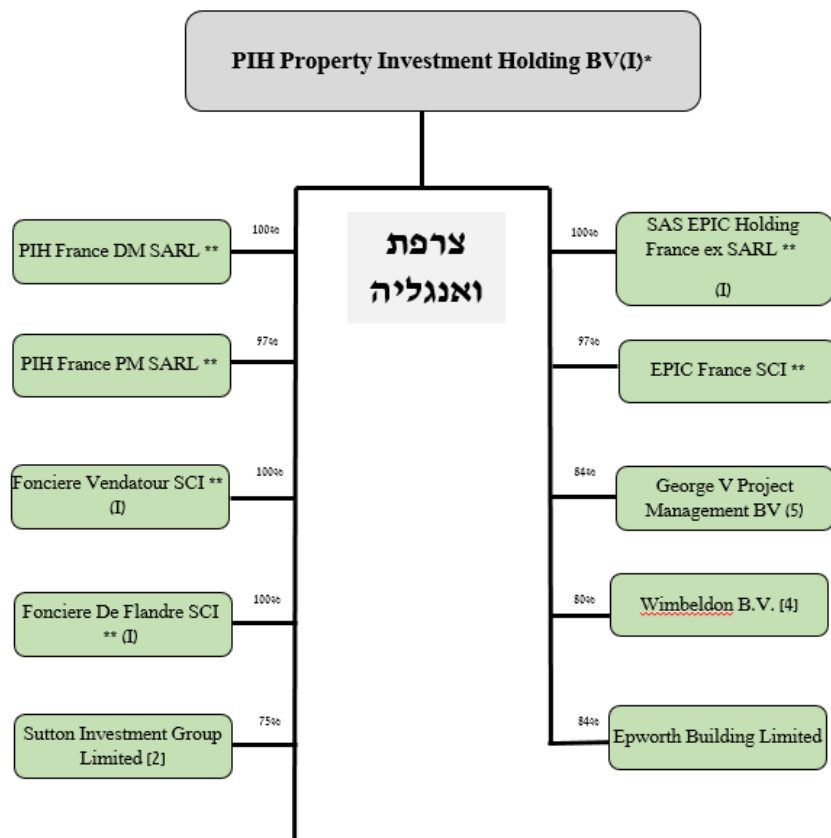 PIH Property Investment Holding BV(I)*
צרפת
ואנגליה
100%
PIH France DM SARL **
97%
PIH France PM SARL **
100%
Fonciere Vendatour SCI **
(I)
100%
Fonciere De Flandre SCI
** (I)
75%
Sutton Investment Group
Limited [2]
100%
SAS EPIC Holding
France ex SARL **
(I)
97%
EPIC France SCI **
84%
George V Project
Management BV (5)
80%
Wimbeldon B.V. [4]
84%
Epworth Building Limited